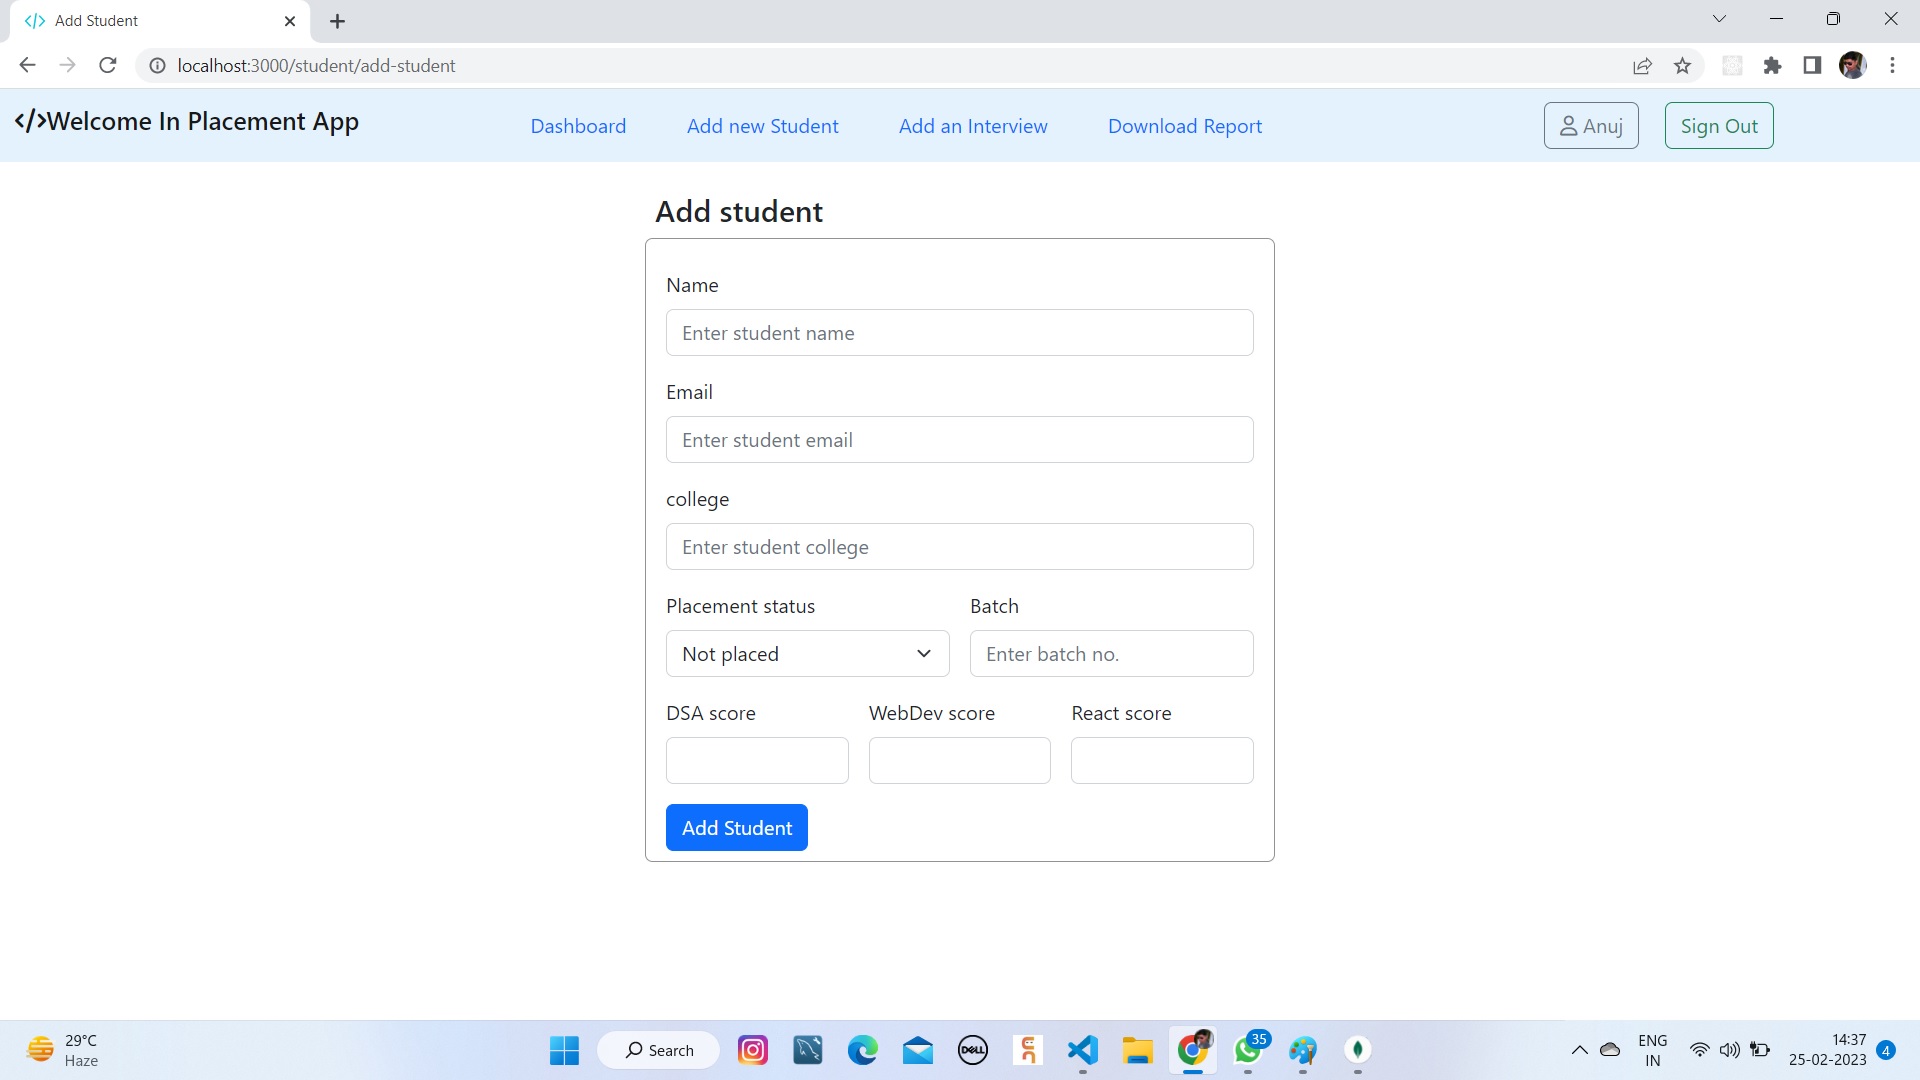 Add Student
localhost:3000/student/add-student
</>Welcome In Placement App
Dashboard
Add new Student
Add an Interview
Download Report
Anuj
Sign Out
Add student
Name
Enter student name
Email
Enter student email
college
Enter student college
Placement status
Batch
Not placed
Enter batch no.
DSA score
WebDev score
React score
Add Student
29°C
Haze
Search
DELL
35
ENG
IN
14:37
25-02-2023
4